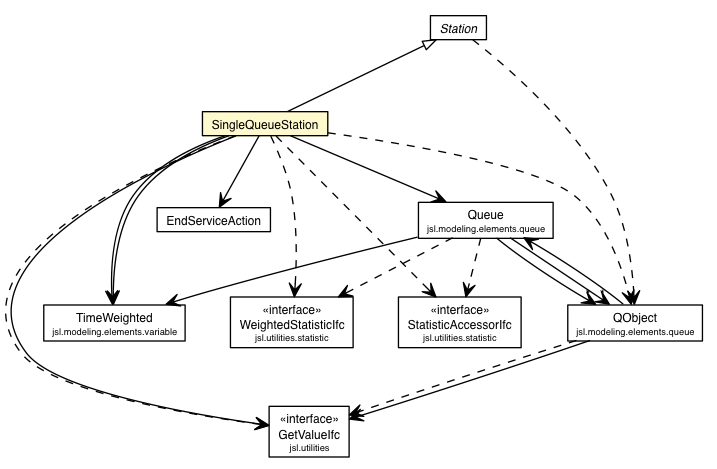 Station
SingleQueueStation
EndServiceAction
Queue
jsl.modeling.elements.queue
TimeWeighted
jsl.modeling.elements.variable
«interface»
WeightedStatisticIfc
jsl.utilities.statistic
«interface»
StatisticAccessorIfc
jsl.utilities.statistic
QObject
jsl.modeling.elements.queue
«interface»
GetValueIfc
jsl.utilities